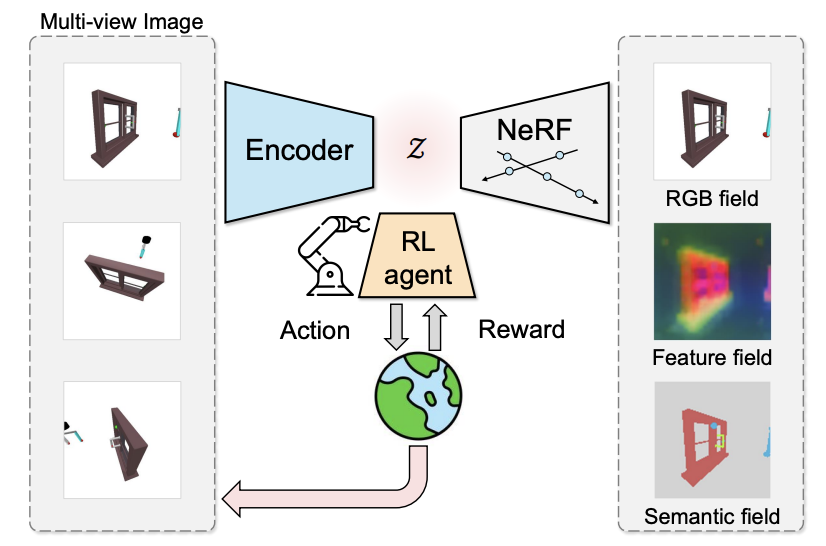 Multi-view Image
Encoder
z
NeRF
RGB field
RL
agent
Action
Reward
Feature field
Semantic field